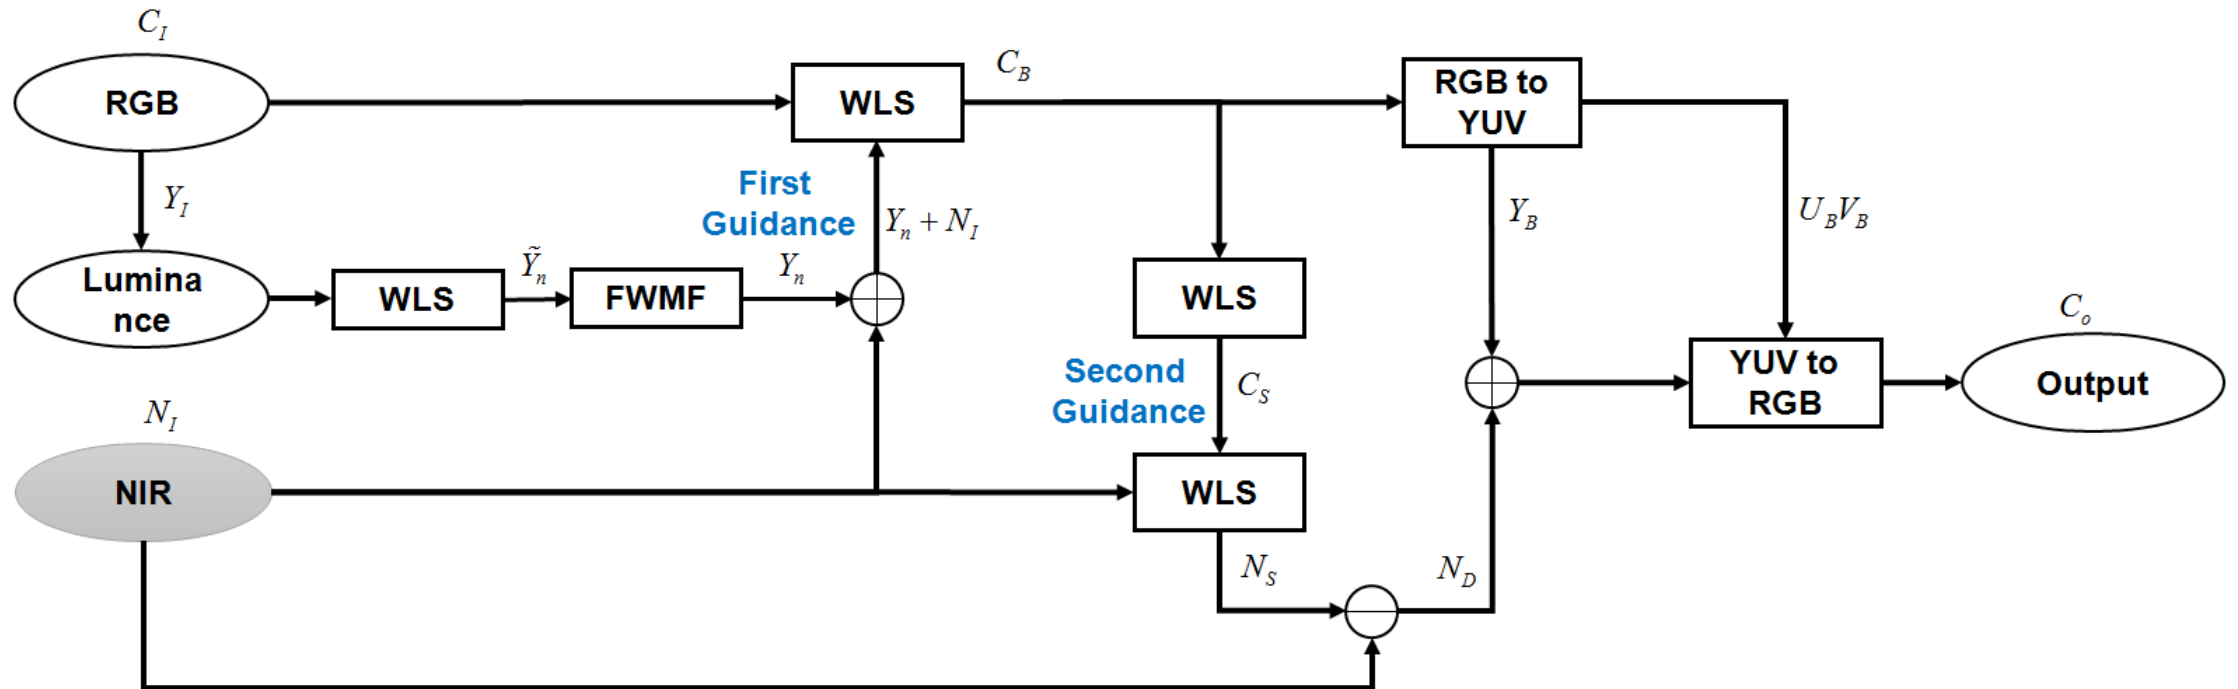 C_I
RGB
Y_I
Lumina
nce
WLS
Ỹ_n
FWMF
Y_n
First
Guidance
Y_n + N_I
WLS
C_B
N_I
NIR
WLS
Second
Guidance
C_S
WLS
N_S
N_D
RGB to
YUV
Y_B
U_B V_B
YUV to
RGB
C_o
Output